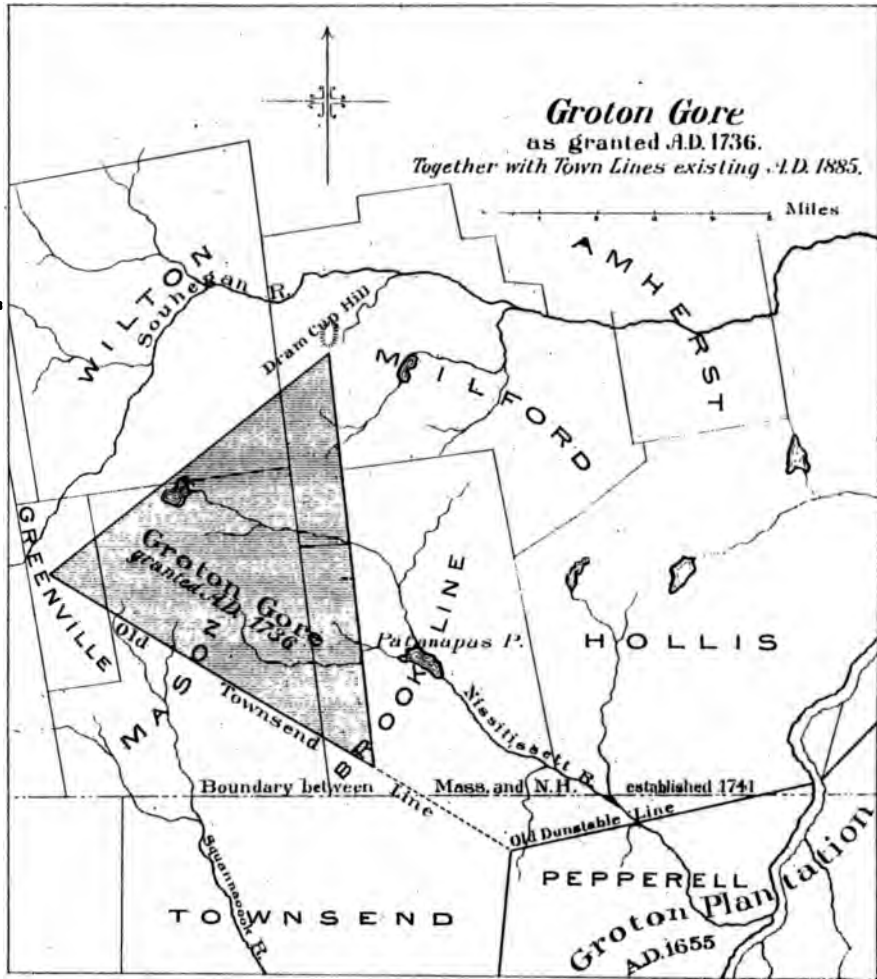 Groton Gore
as granted A.D. 1736.
Together with Town Lines existing A.D. 1885.
Miles
AMHERST
WILTON
Souhegan R.
Dram Cup Hill
MILFORD
GREENVILLE
Groton Gore
granted A.D. 1736
BROOKLINE
HOLLIS
MASON
Old Townsend Line
Nissitissett R.
Boundary between Mass. and N.H. established 1741
Old Dunstable Line
Squannacook R.
PEPPERELL
TOWNSEND
Groton Plantation
A.D. 1655